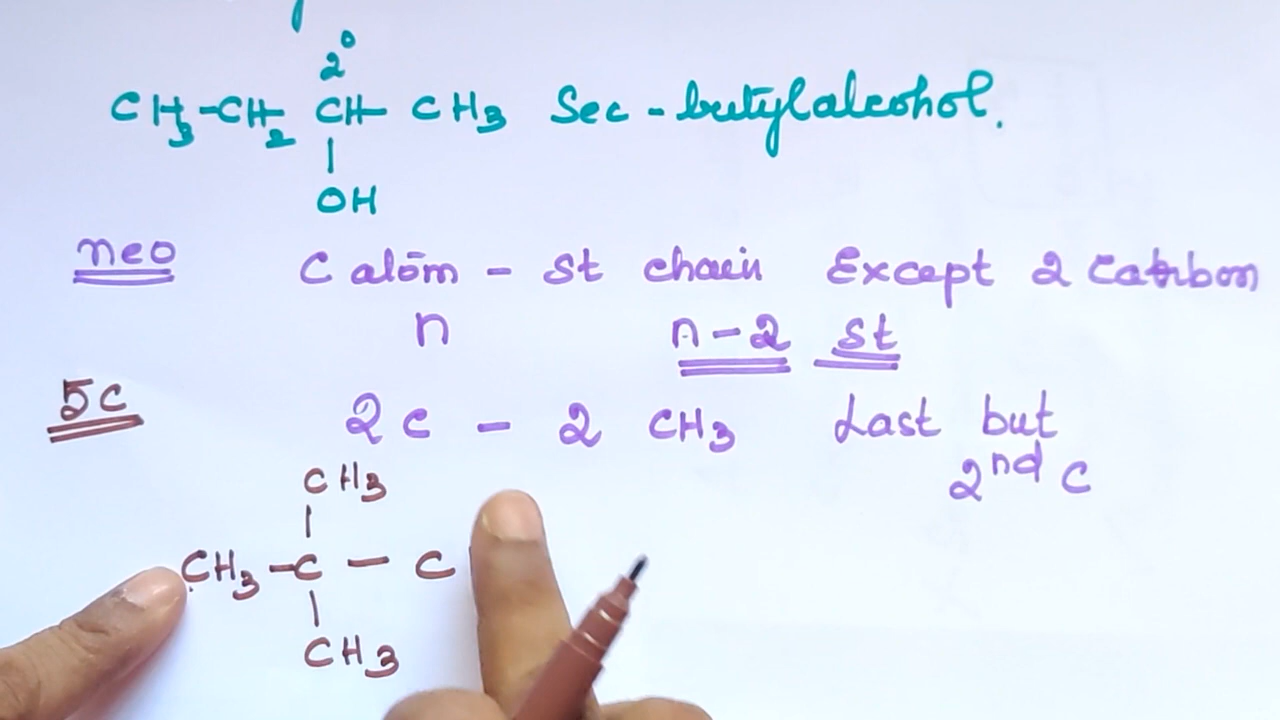 2°
CH3-CH2 CH- CH3 Sec-butylalcohol.
|
OH
neo C atom - st chain Except 2 Carbon
n n-2 st
5C 2C - 2 CH3 Last but
2nd C
CH3
|
CH3-C - C
|
CH3